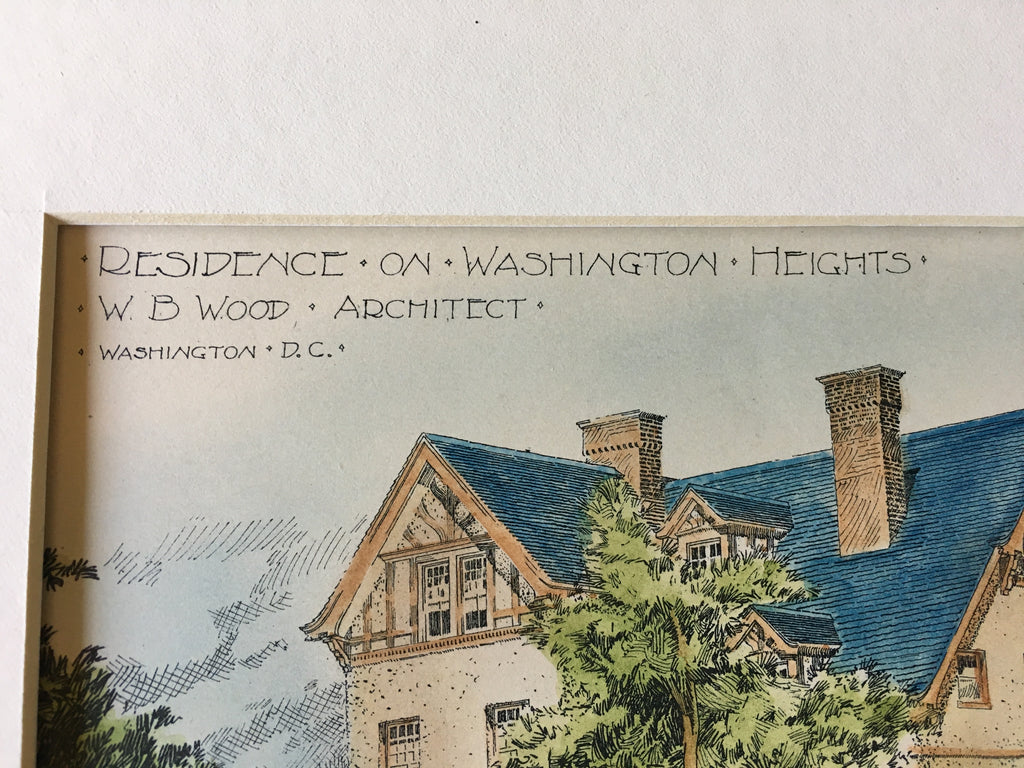 · RESIDENCE · ON · WASHINGTON · HEIGHTS ·
· W. B WOOD · ARCHITECT ·
· WASHINGTON · D.C. ·